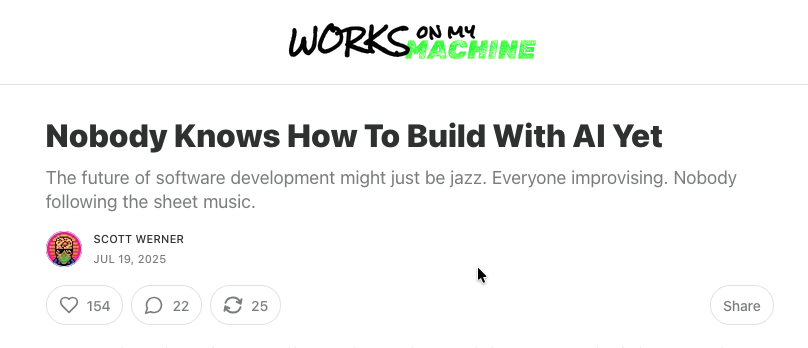 WORKS ON MY MACHINE
Nobody Knows How To Build With AI Yet
The future of software development might just be jazz. Everyone improvising. Nobody
following the sheet music.
SCOTT WERNER
JUL 19, 2025
154 22 25 Share